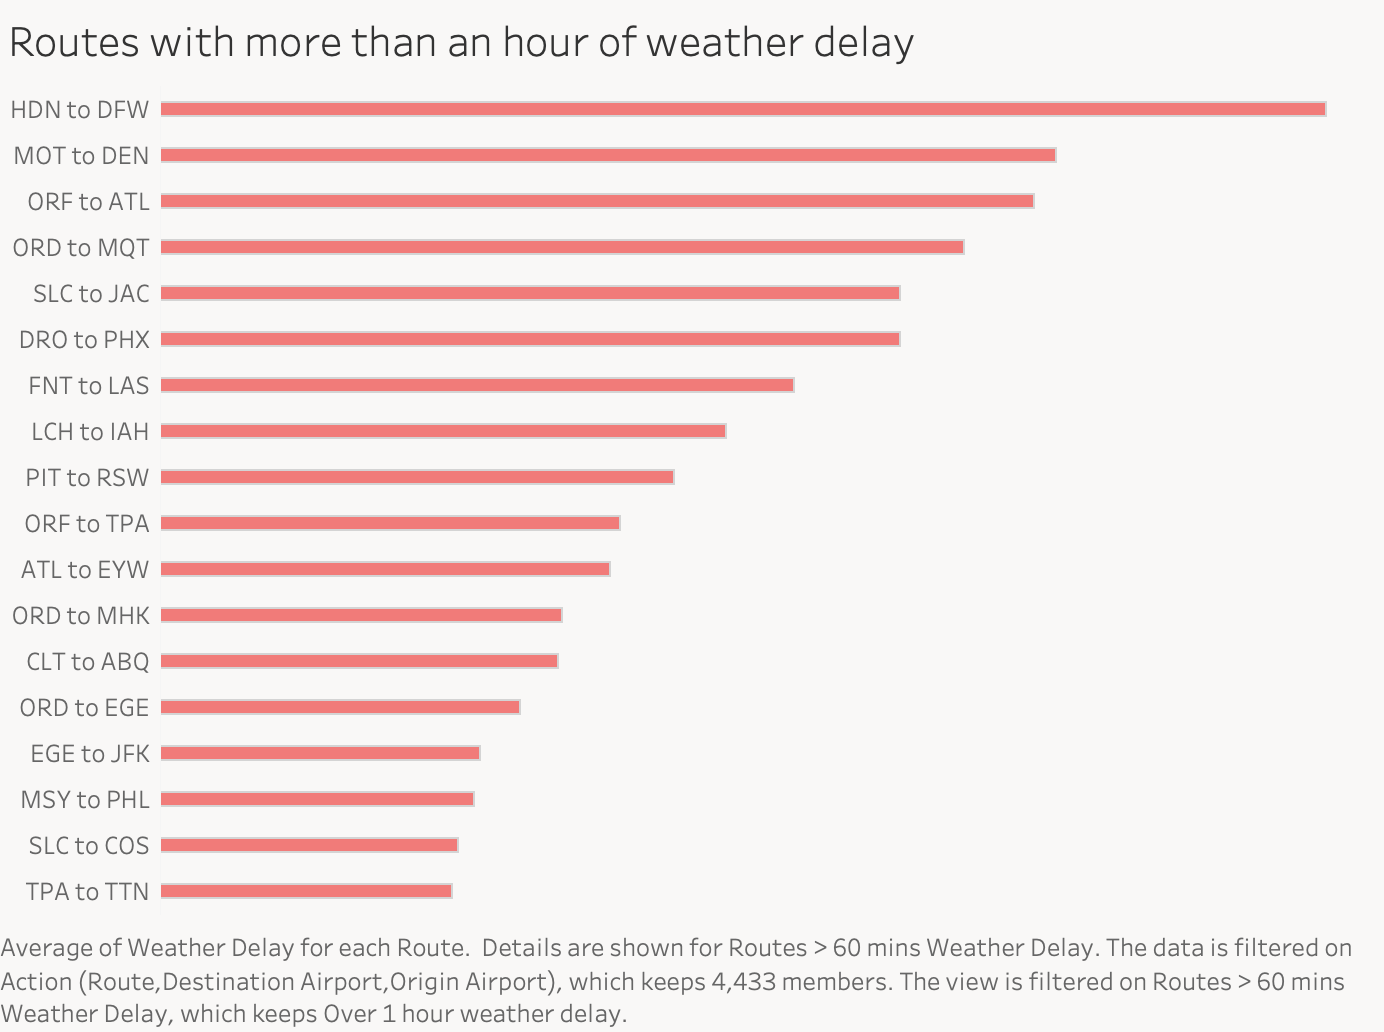 Routes with more than an hour of weather delay
HDN to DFW
MOT to DEN
ORF to ATL
ORD to MQT
SLC to JAC
DRO to PHX
FNT to LAS
LCH to IAH
PIT to RSW
ORF to TPA
ATL to EYW
ORD to MHK
CLT to ABQ
ORD to EGE
EGE to JFK
MSY to PHL
SLC to COS
TPA to TTN
Average of Weather Delay for each Route.  Details are shown for Routes > 60 mins Weather Delay. The data is filtered on
Action (Route,Destination Airport,Origin Airport), which keeps 4,433 members. The view is filtered on Routes > 60 mins
Weather Delay, which keeps Over 1 hour weather delay.